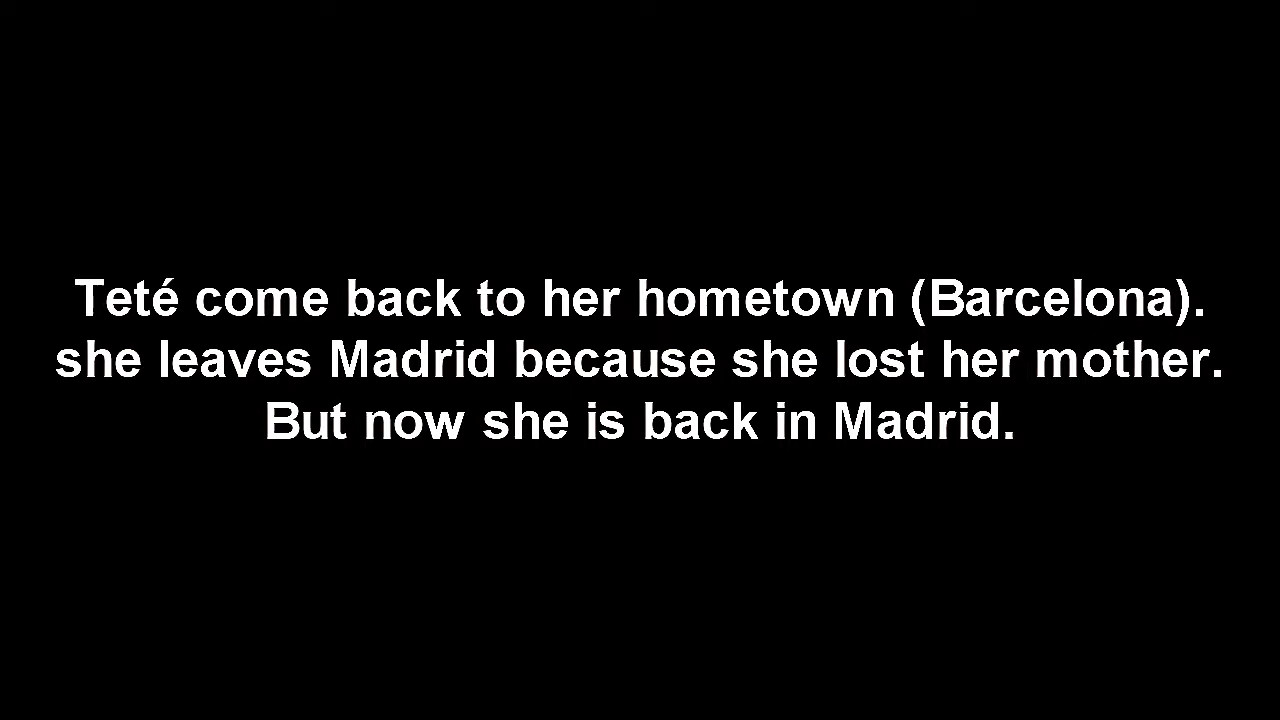 Teté come back to her hometown (Barcelona).
she leaves Madrid because she lost her mother.
But now she is back in Madrid.